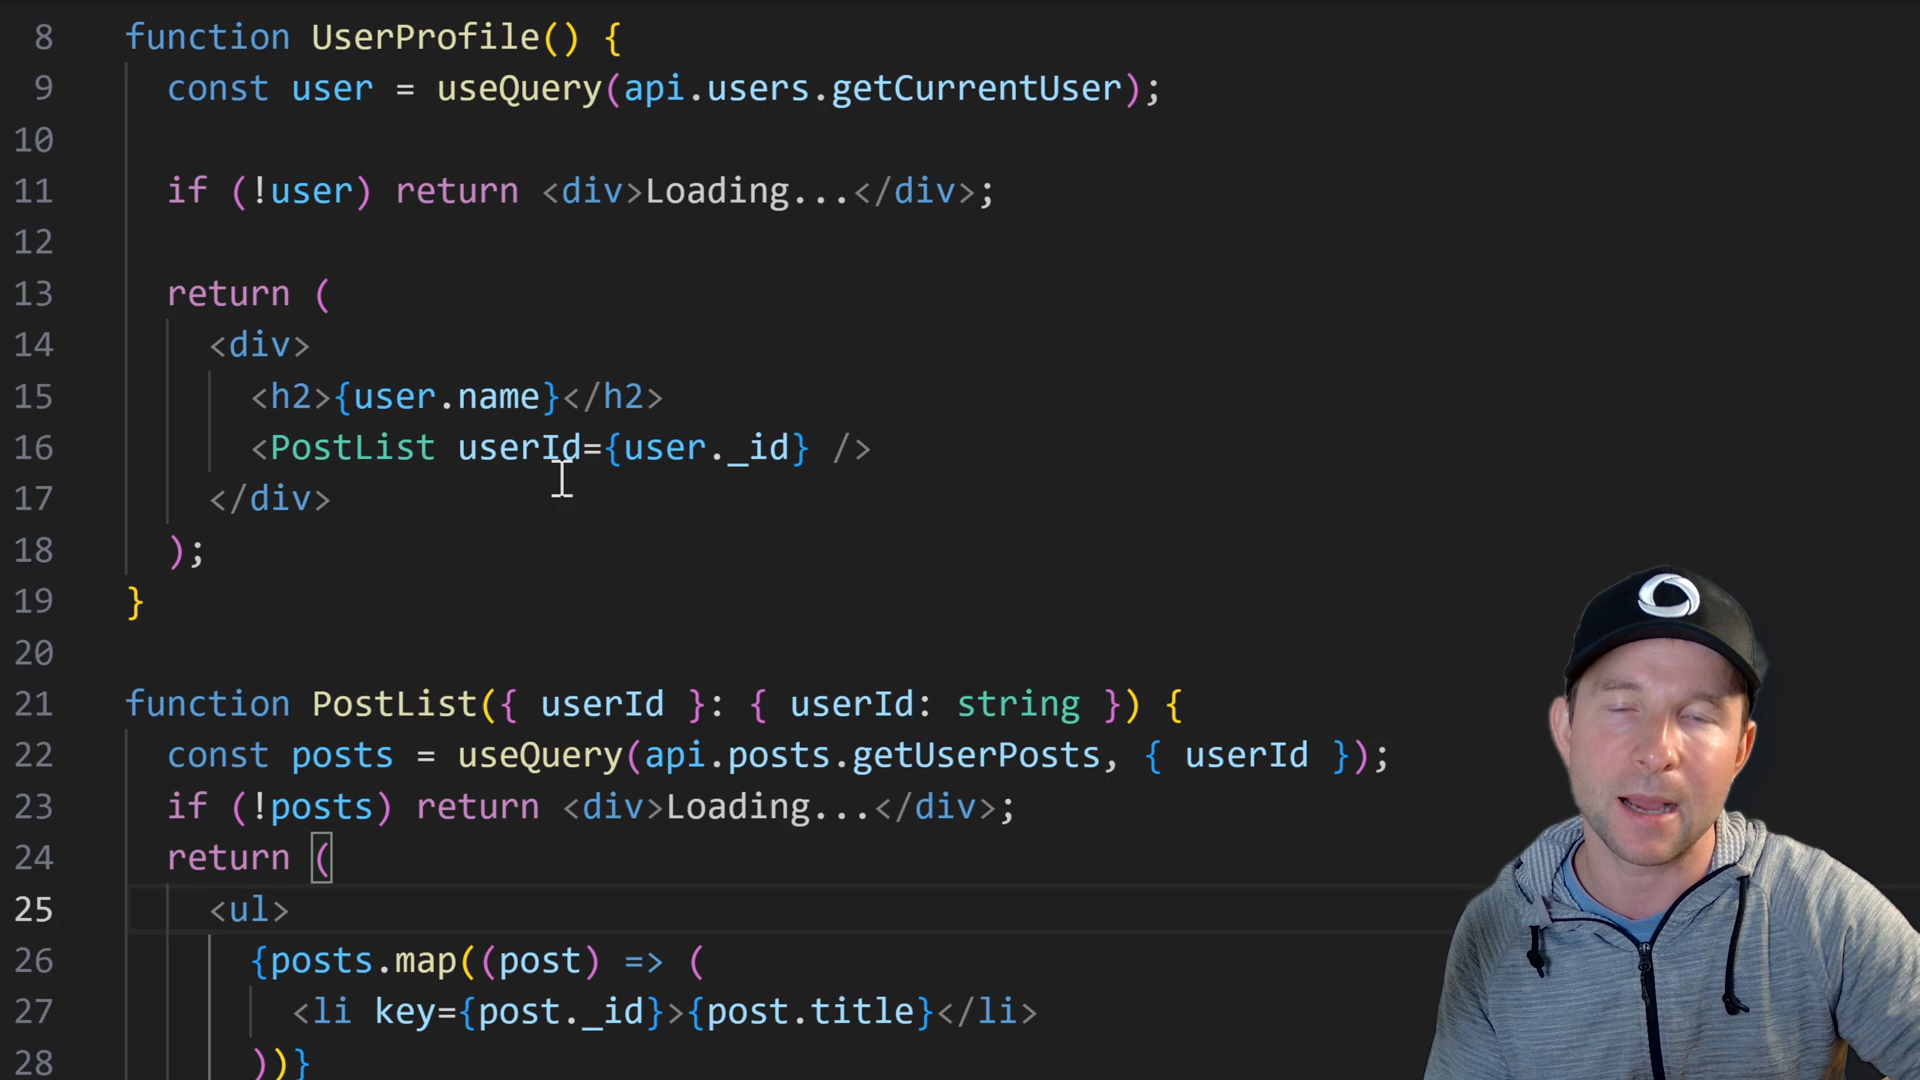 8 function UserProfile() {
9 const user = useQuery(api.users.getCurrentUser);
10
11 if (!user) return <div>Loading...</div>;
12
13 return (
14 <div>
15 <h2>{user.name}</h2>
16 <PostList userId={user._id} />
17 </div>
18 );
19 }
20
21 function PostList({ userId }: { userId: string }) {
22 const posts = useQuery(api.posts.getUserPosts, { userId });
23 if (!posts) return <div>Loading...</div>;
24 return (
25 <ul>
26 {posts.map((post) => (
27 <li key={post._id}>{post.title}</li>
28 ))}